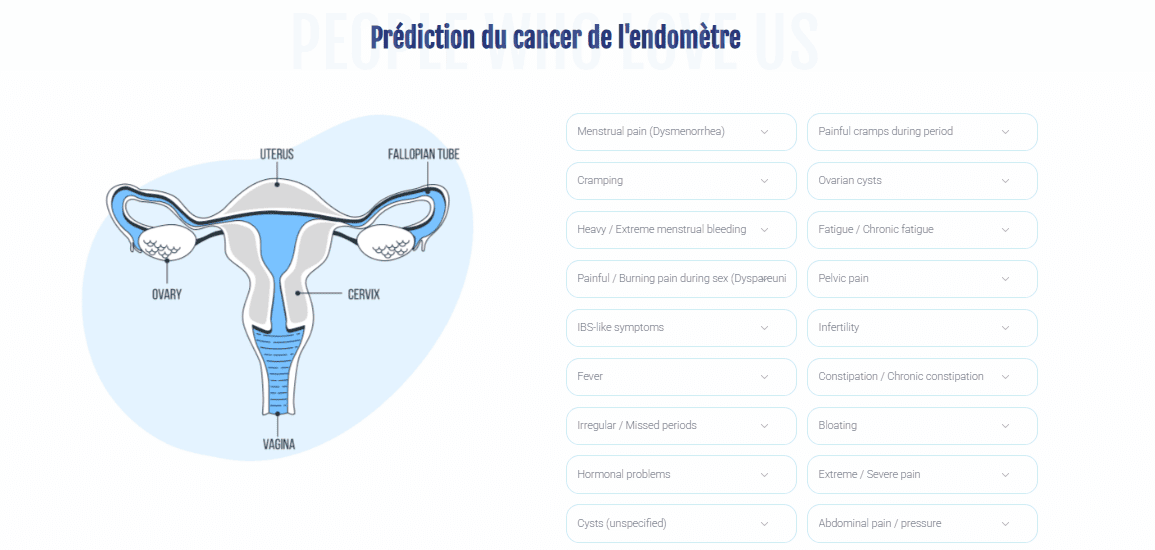 PEOPLE WHO LOVE US
Prédiction du cancer de l'endomètre
UTERUS
FALLOPIAN TUBE
OVARY
CERVIX
VAGINA
Menstrual pain (Dysmenorrhea)
Painful cramps during period
Cramping
Ovarian cysts
Heavy / Extreme menstrual bleeding
Fatigue / Chronic fatigue
Painful / Burning pain during sex (Dyspareuni
Pelvic pain
IBS-like symptoms
Infertility
Fever
Constipation / Chronic constipation
Irregular / Missed periods
Bloating
Hormonal problems
Extreme / Severe pain
Cysts (unspecified)
Abdominal pain / pressure